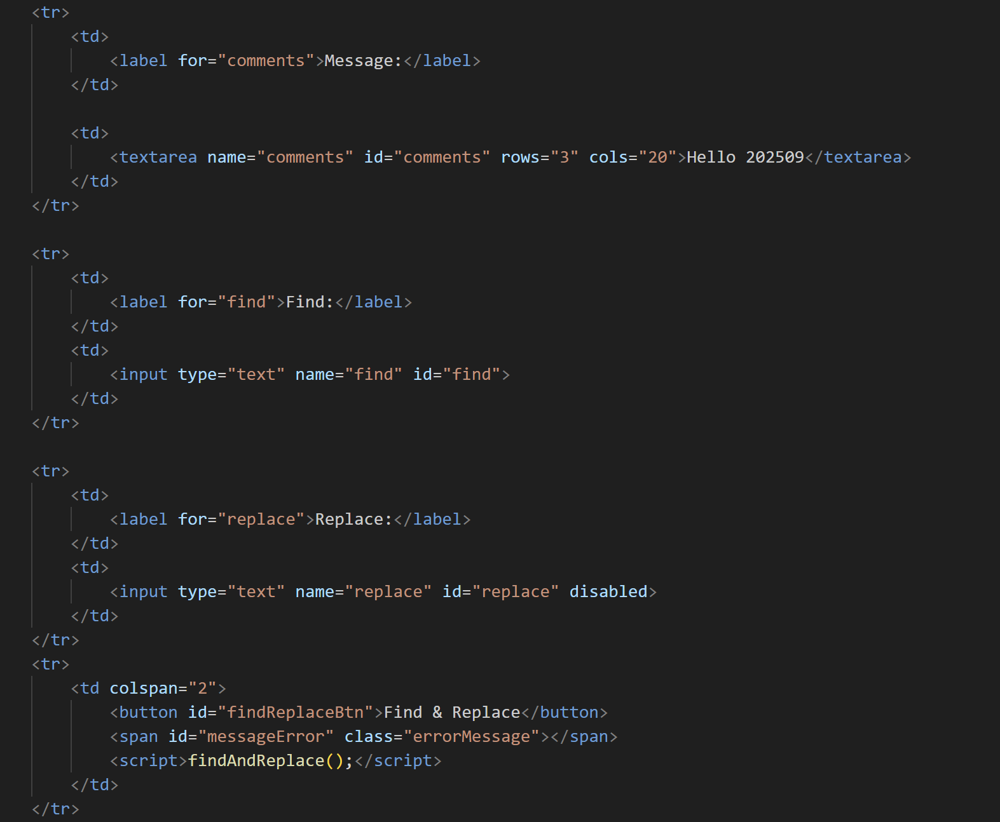 <tr>
    <td>
        <label for="comments">Message:</label>
    </td>

    <td>
        <textarea name="comments" id="comments" rows="3" cols="20">Hello 202509</textarea>
    </td>
</tr>

<tr>
    <td>
        <label for="find">Find:</label>
    </td>
    <td>
        <input type="text" name="find" id="find">
    </td>
</tr>

<tr>
    <td>
        <label for="replace">Replace:</label>
    </td>
    <td>
        <input type="text" name="replace" id="replace" disabled>
    </td>
</tr>
<tr>
    <td colspan="2">
        <button id="findReplaceBtn">Find & Replace</button>
        <span id="messageError" class="errorMessage"></span>
        <script>findAndReplace();</script>
    </td>
</tr>